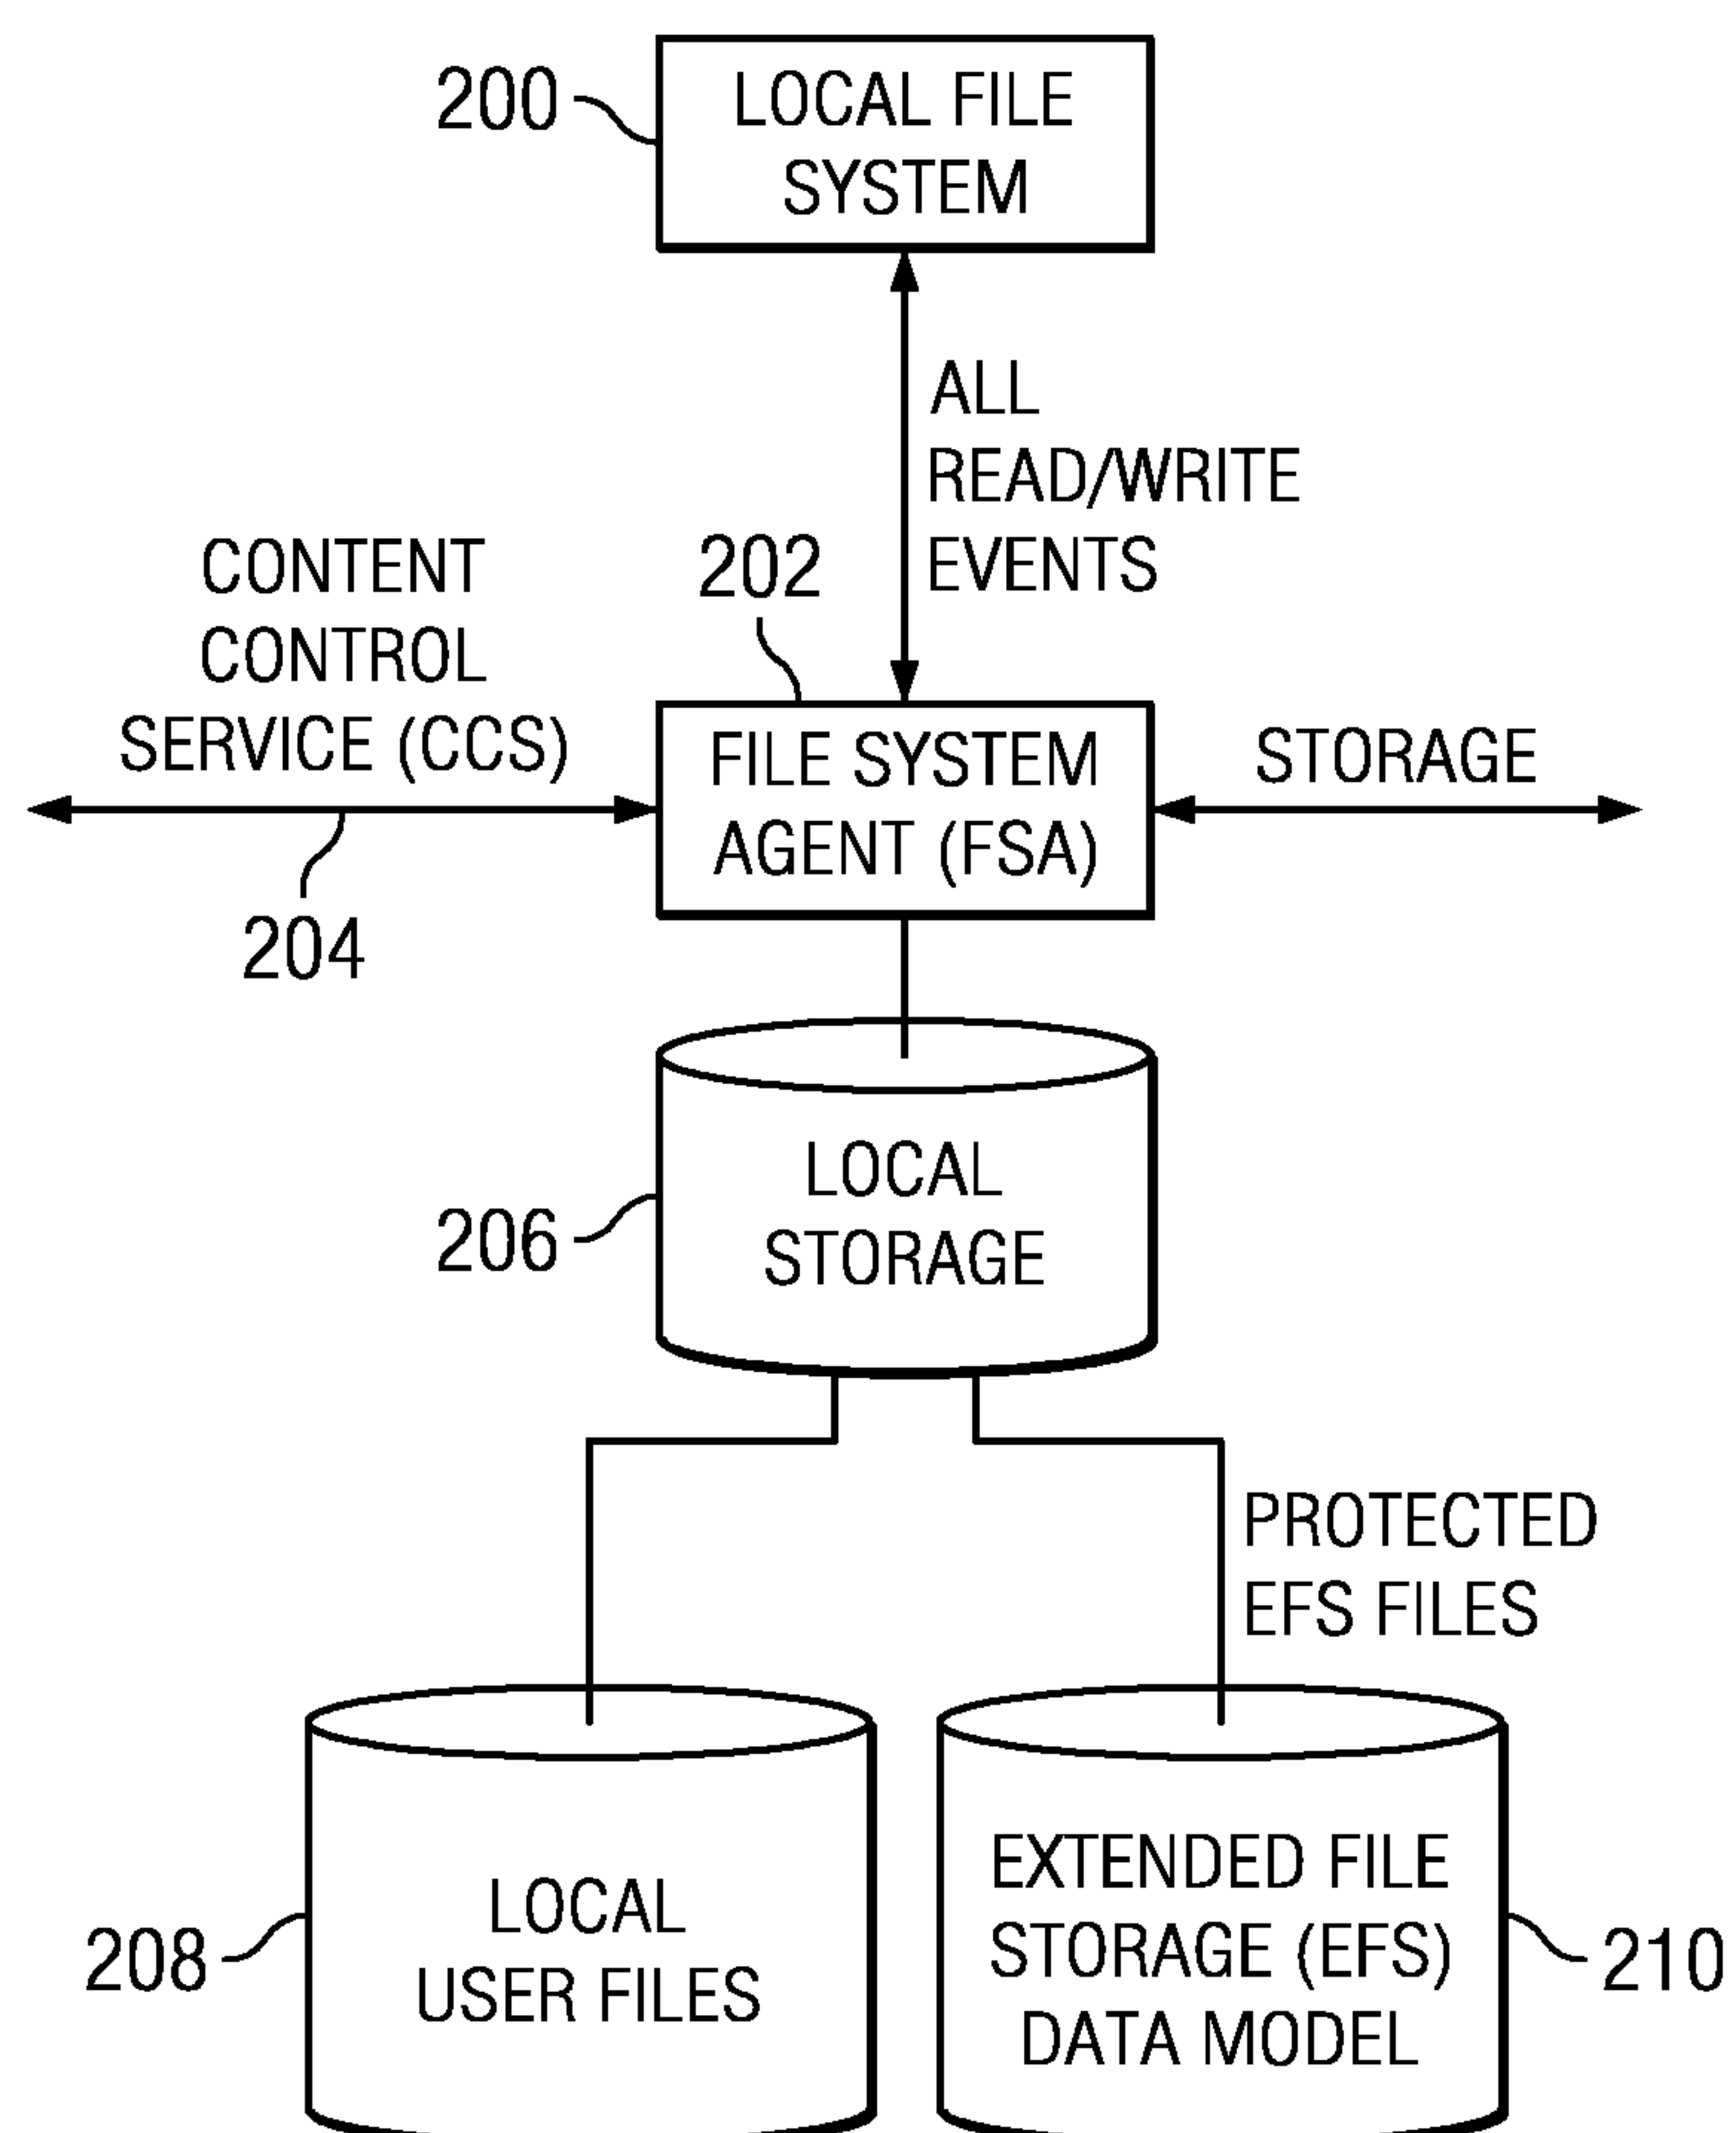 200
LOCAL FILE
SYSTEM
ALL
READ/WRITE
EVENTS
CONTENT
CONTROL
SERVICE (CCS)
202
FILE SYSTEM
AGENT (FSA)
STORAGE
204
LOCAL
STORAGE
206
PROTECTED
EFS FILES
LOCAL
USER FILES
208
EXTENDED FILE
STORAGE (EFS)
DATA MODEL
210